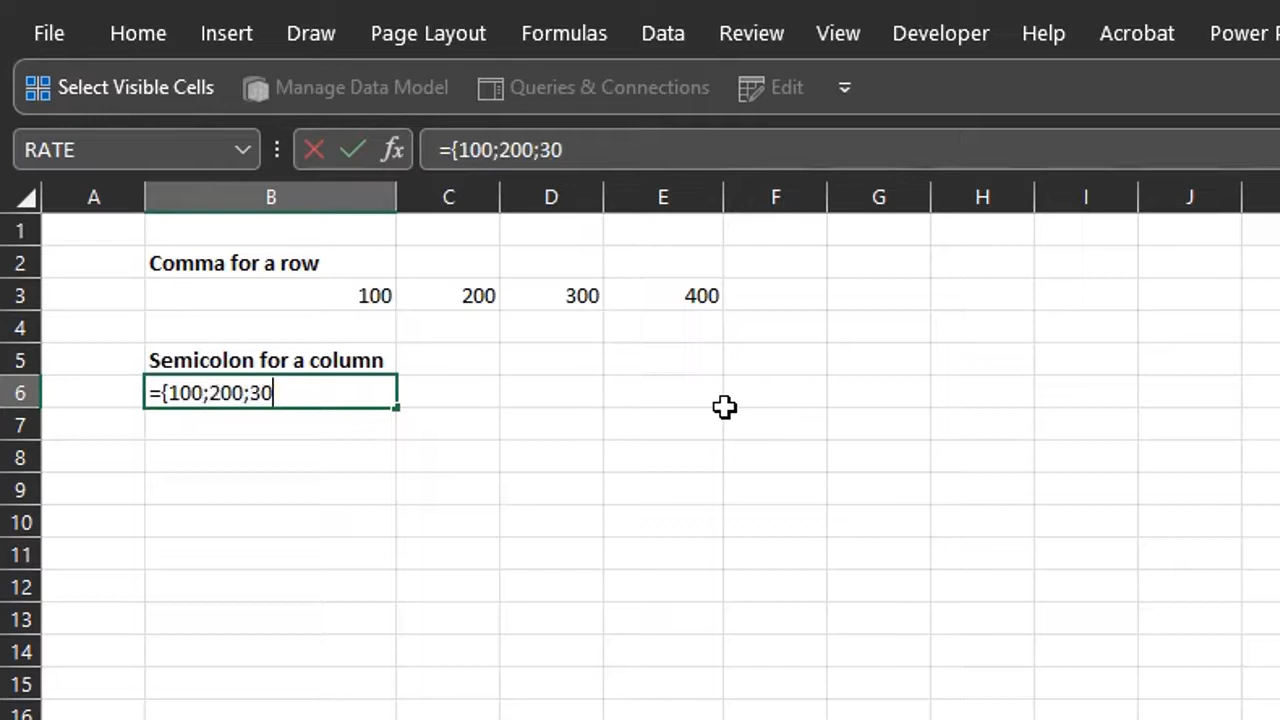 File Home Insert Draw Page Layout Formulas Data Review View Developer Help Acrobat Power
Select Visible Cells Manage Data Model Queries & Connections Edit
RATE fx ={100;200;30
A B C D E F G H I J
1
2 Comma for a row
3 100 200 300 400
4
5 Semicolon for a column
6 ={100;200;30
7
8
9
10
11
12
13
14
15
16